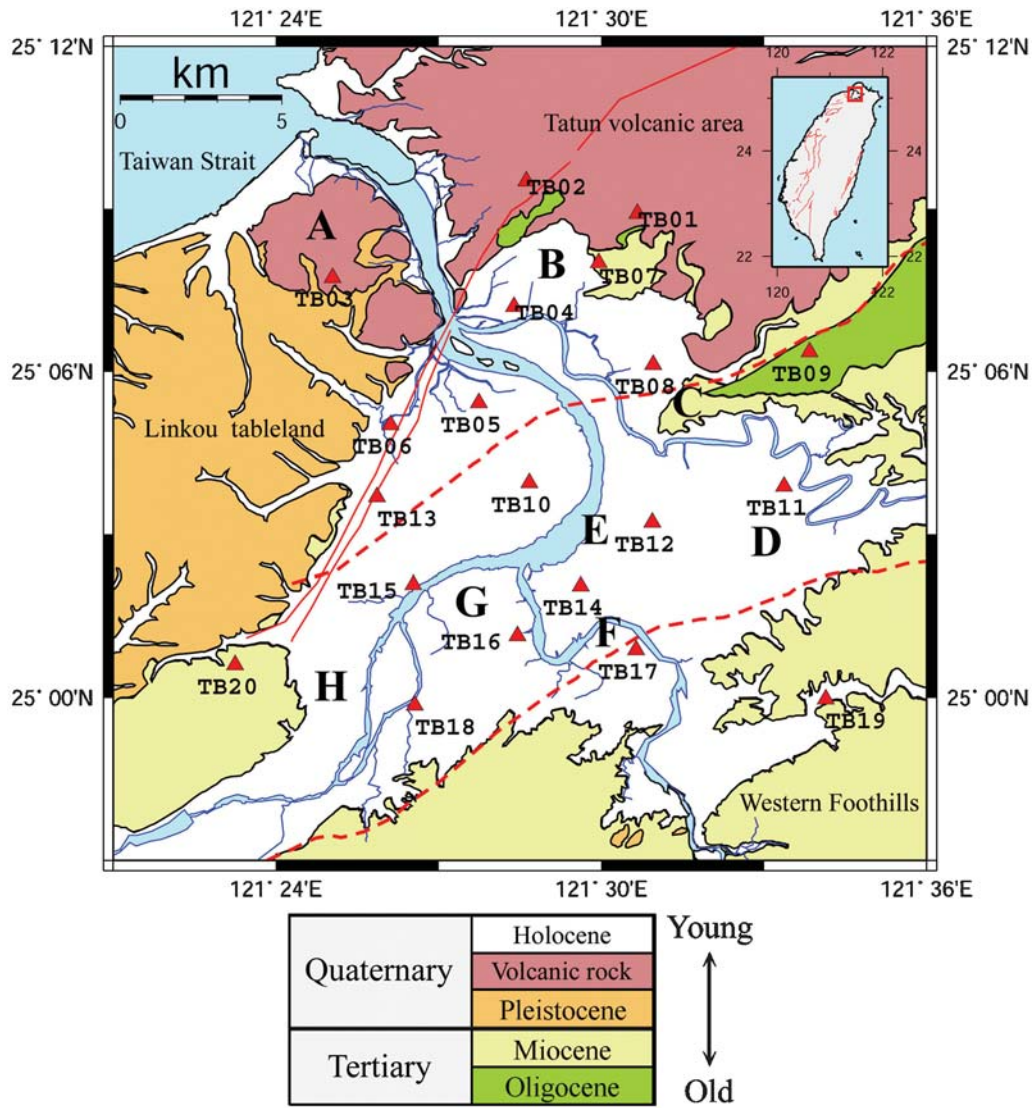 121° 24'E
121° 30'E
121° 36'E
25° 12'N
25° 12'N
km
0
5
Taiwan Strait
Tatun volcanic area
120
122
24
24
22
22
120
122
TB02
TB01
A
B
TB07
TB03
TB04
25° 06'N
25° 06'N
TB08
TB09
C
TB05
Linkou tableland
TB06
TB10
TB11
TB13
E
TB12
D
TB15
G
TB14
TB16
F
TB17
TB20
H
25° 00'N
25° 00'N
TB18
TB19
Western Foothills
121° 24'E
121° 30'E
121° 36'E
Quaternary
Holocene
Volcanic rock
Pleistocene
Tertiary
Miocene
Oligocene
Young
Old